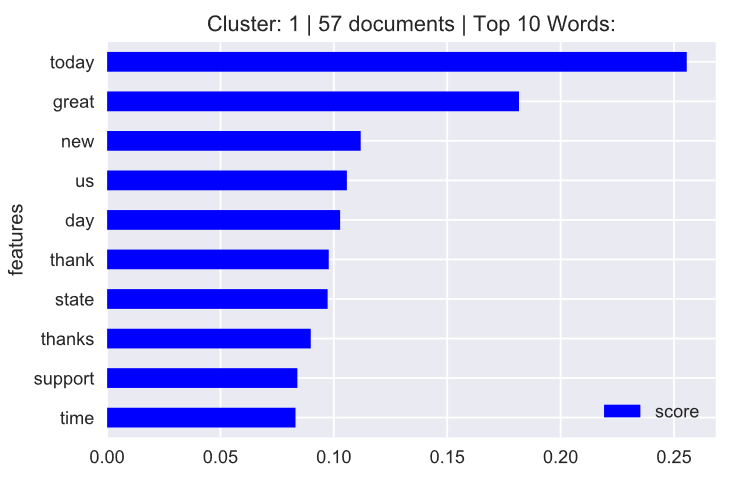 Cluster: 1 | 57 documents | Top 10 Words:
today
great
new
us
day
thank
state
thanks
support
time
features
score
0.00 0.05 0.10 0.15 0.20 0.25